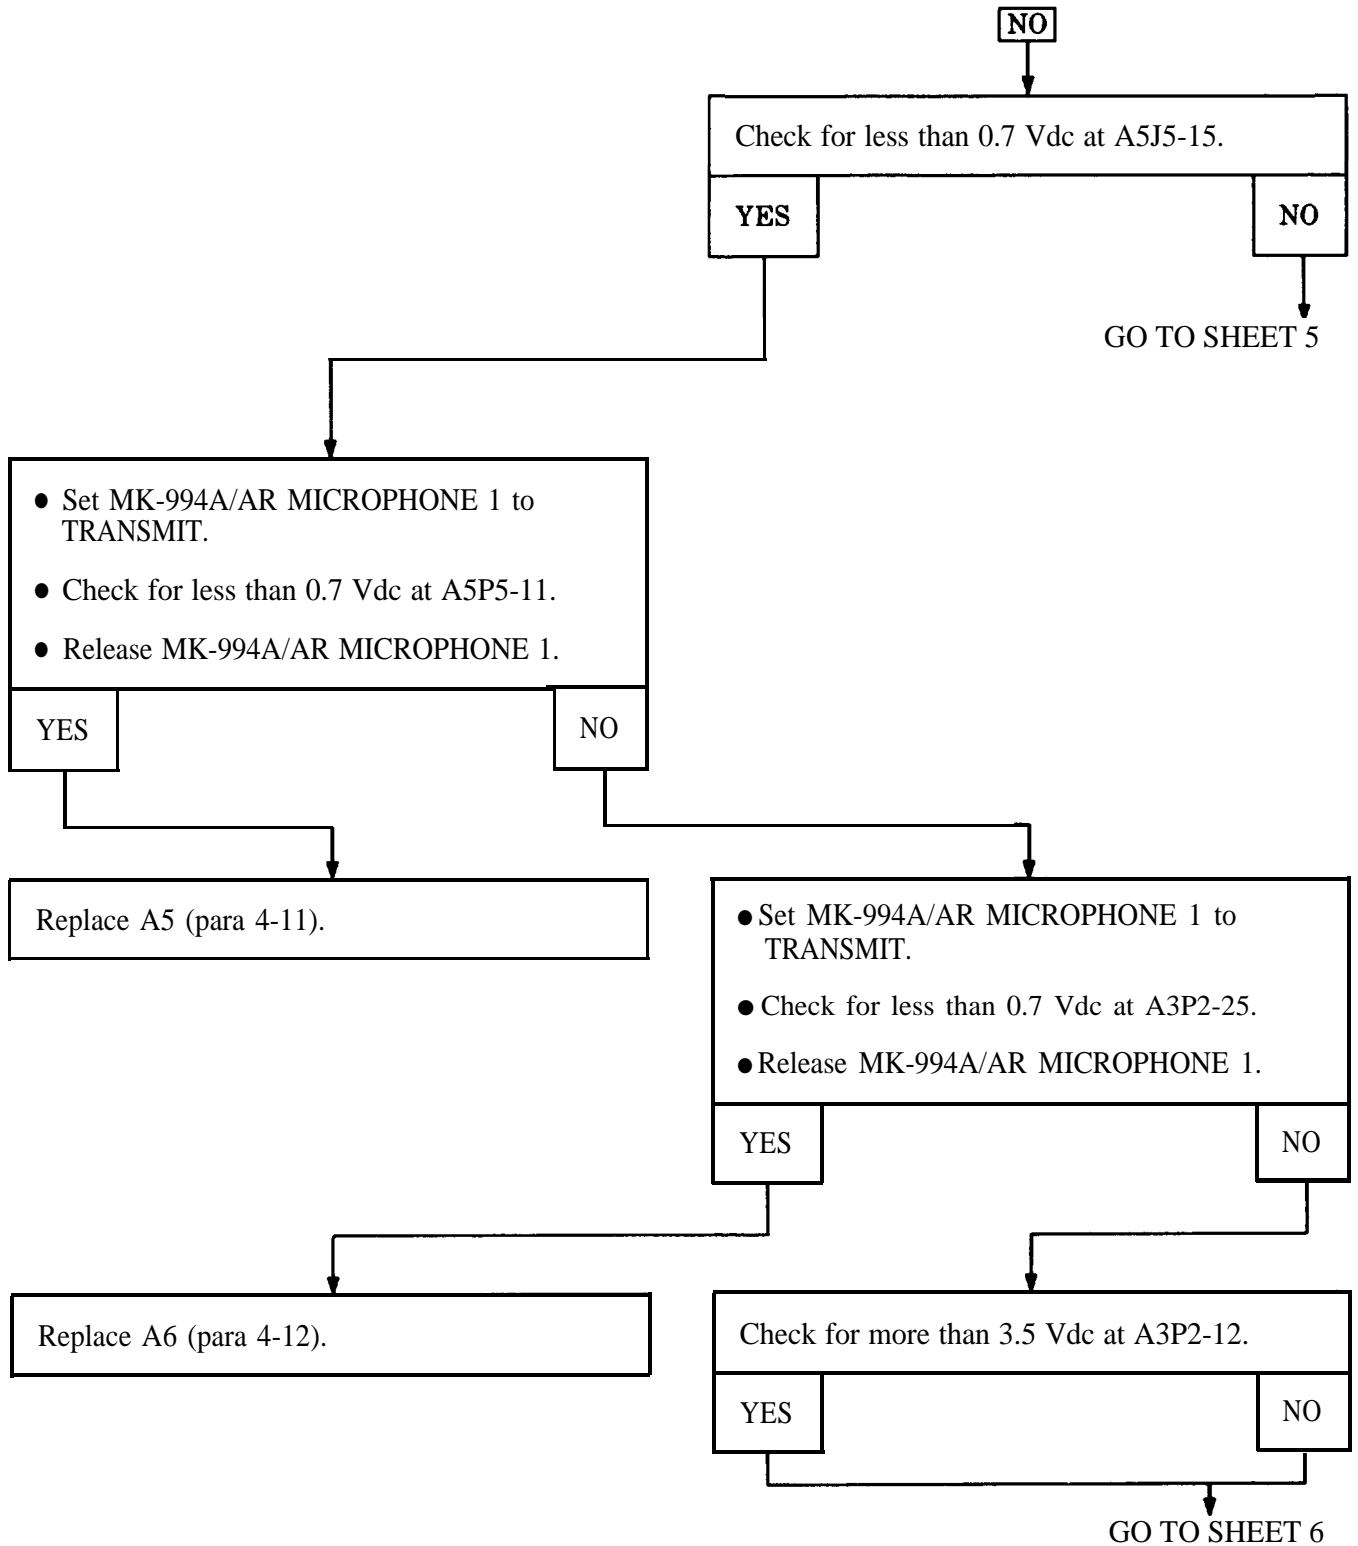 NO
Check for less than 0.7 Vdc at A5J5-15.
YES
NO
GO TO SHEET 5
● Set MK-994A/AR MICROPHONE 1 to
TRANSMIT.
● Check for less than 0.7 Vdc at A5P5-11.
● Release MK-994A/AR MICROPHONE 1.
YES
NO
Replace A5 (para 4-11).
● Set MK-994A/AR MICROPHONE 1 to
TRANSMIT.
● Check for less than 0.7 Vdc at A3P2-25.
● Release MK-994A/AR MICROPHONE 1.
YES
NO
Replace A6 (para 4-12).
Check for more than 3.5 Vdc at A3P2-12.
YES
NO
GO TO SHEET 6